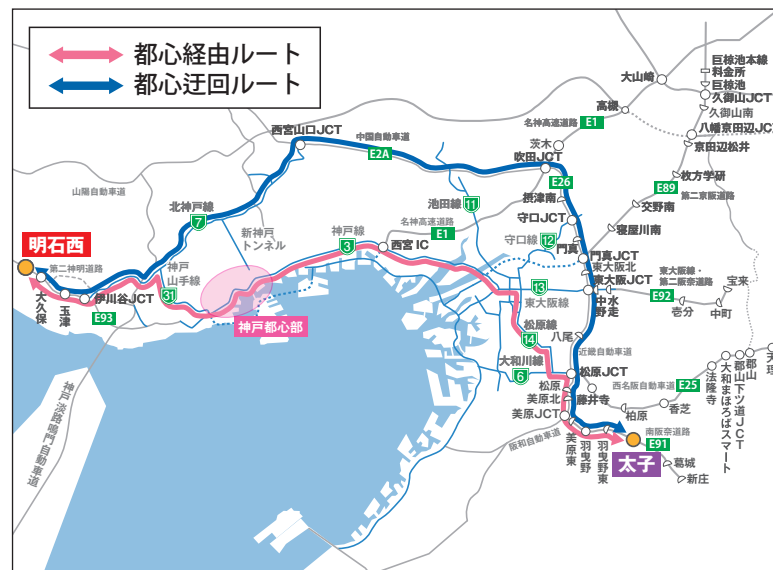 都心経由ルート
都心迂回ルート
巨椋池本線
料金所
巨椋池
久御山JCT
久御山南
八幡京田辺JCT
京田辺松井
大山崎
高槻
名神高速道路
E1
茨木
西宮山口JCT
中国自動車道
E2A
吹田JCT
E26
摂津南
枚方学研
E89
第二京阪道路
交野南
寝屋川南
山陽自動車道
北神戸線
7
池田線
11
守口JCT
守口線
12
門真
門真JCT
新神戸
トンネル
神戸線
3
名神高速道路
E1
西宮 IC
明石西
第二神明道路
神戸
山手線
31
大久保
玉津
伊川谷JCT
E93
神戸都心部
東大阪北
東大阪JCT
東大阪線・
第二阪奈道路
E92
宝来
中町
壱分
13
東大阪線
水走
中野
松原線
14
八尾
近畿自動車道
大和川線
6
松原JCT
松原
美原北
美原JCT
藤井寺
西名阪自動車道
E25
柏原
香芝
法隆寺
大和まほろばスマート
郡山下ツ道JCT
郡山
天理
阪和自動車道
美原東
羽曳野
羽曳野東
南阪奈道路
E91
太子
葛城
新庄
神戸淡路鳴門自動車道